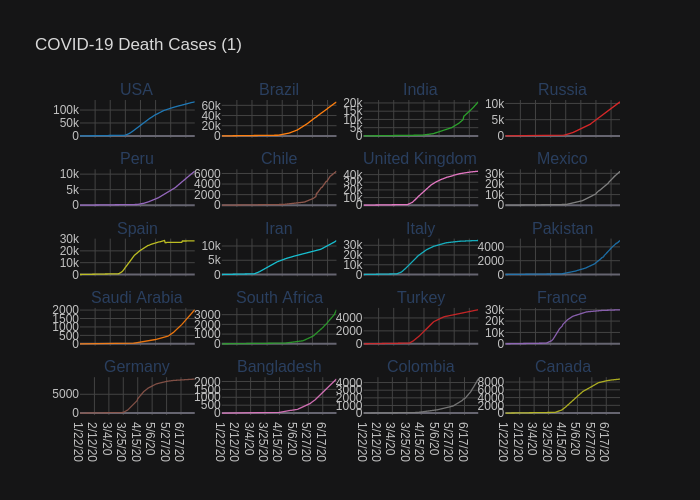 COVID-19 Death Cases (1)
USA Brazil India Russia
100k 50k 0
60k 40k 20k 0
20k 15k 10k 5k 0
10k 5k 0
Peru Chile United Kingdom Mexico
10k 5k 0
6000 4000 2000 0
40k 30k 20k 10k 0
30k 20k 10k 0
Spain Iran Italy Pakistan
30k 20k 10k 0
10k 5k 0
30k 20k 10k 0
4000 2000 0
Saudi Arabia South Africa Turkey France
2000 1500 1000 500 0
3000 2000 1000 0
4000 2000 0
30k 20k 10k 0
Germany Bangladesh Colombia Canada
5000 0
2000 1500 1000 500 0
4000 3000 2000 1000 0
8000 6000 4000 2000 0
1/22/20 2/12/20 3/4/20 3/25/20 4/15/20 5/6/20 5/27/20 6/17/20
1/22/20 2/12/20 3/4/20 3/25/20 4/15/20 5/6/20 5/27/20 6/17/20
1/22/20 2/12/20 3/4/20 3/25/20 4/15/20 5/6/20 5/27/20 6/17/20
1/22/20 2/12/20 3/4/20 3/25/20 4/15/20 5/6/20 5/27/20 6/17/20